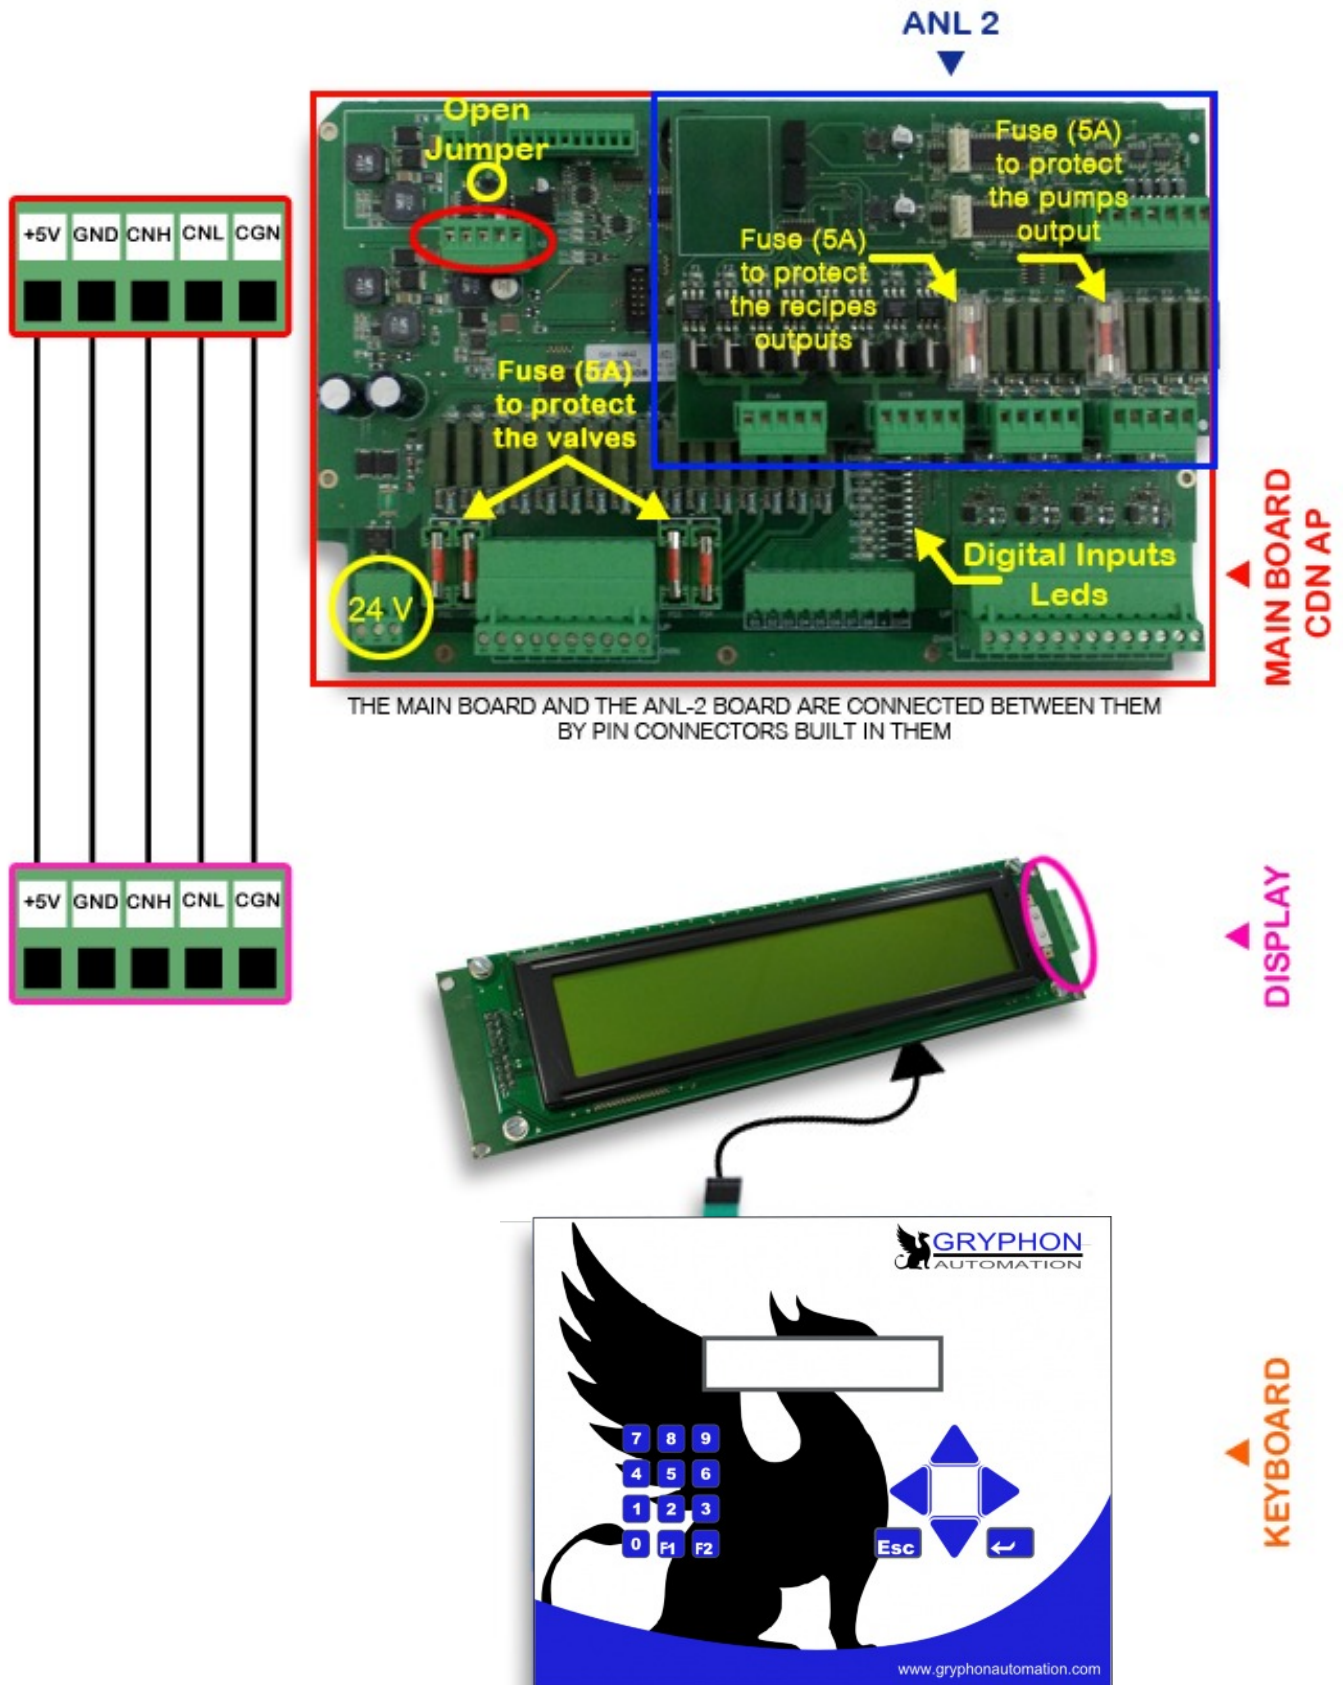 ANL 2
Open
Jumper
Fuse (5A)
to protect
the pumps
output
Fuse (5A)
to protect
the recipes
outputs
Fuse (5A)
to protect
the valves
24 V
Digital Inputs
Leds
MAIN BOARD
CDN AP
+5V GND CNH CNL CGN
THE MAIN BOARD AND THE ANL-2 BOARD ARE CONNECTED BETWEEN THEM
BY PIN CONNECTORS BUILT IN THEM
+5V GND CNH CNL CGN
DISPLAY
GRYPHON
AUTOMATION
7 8 9
4 5 6
1 2 3
0 F1 F2
Esc
KEYBOARD
www.gryphonautomation.com